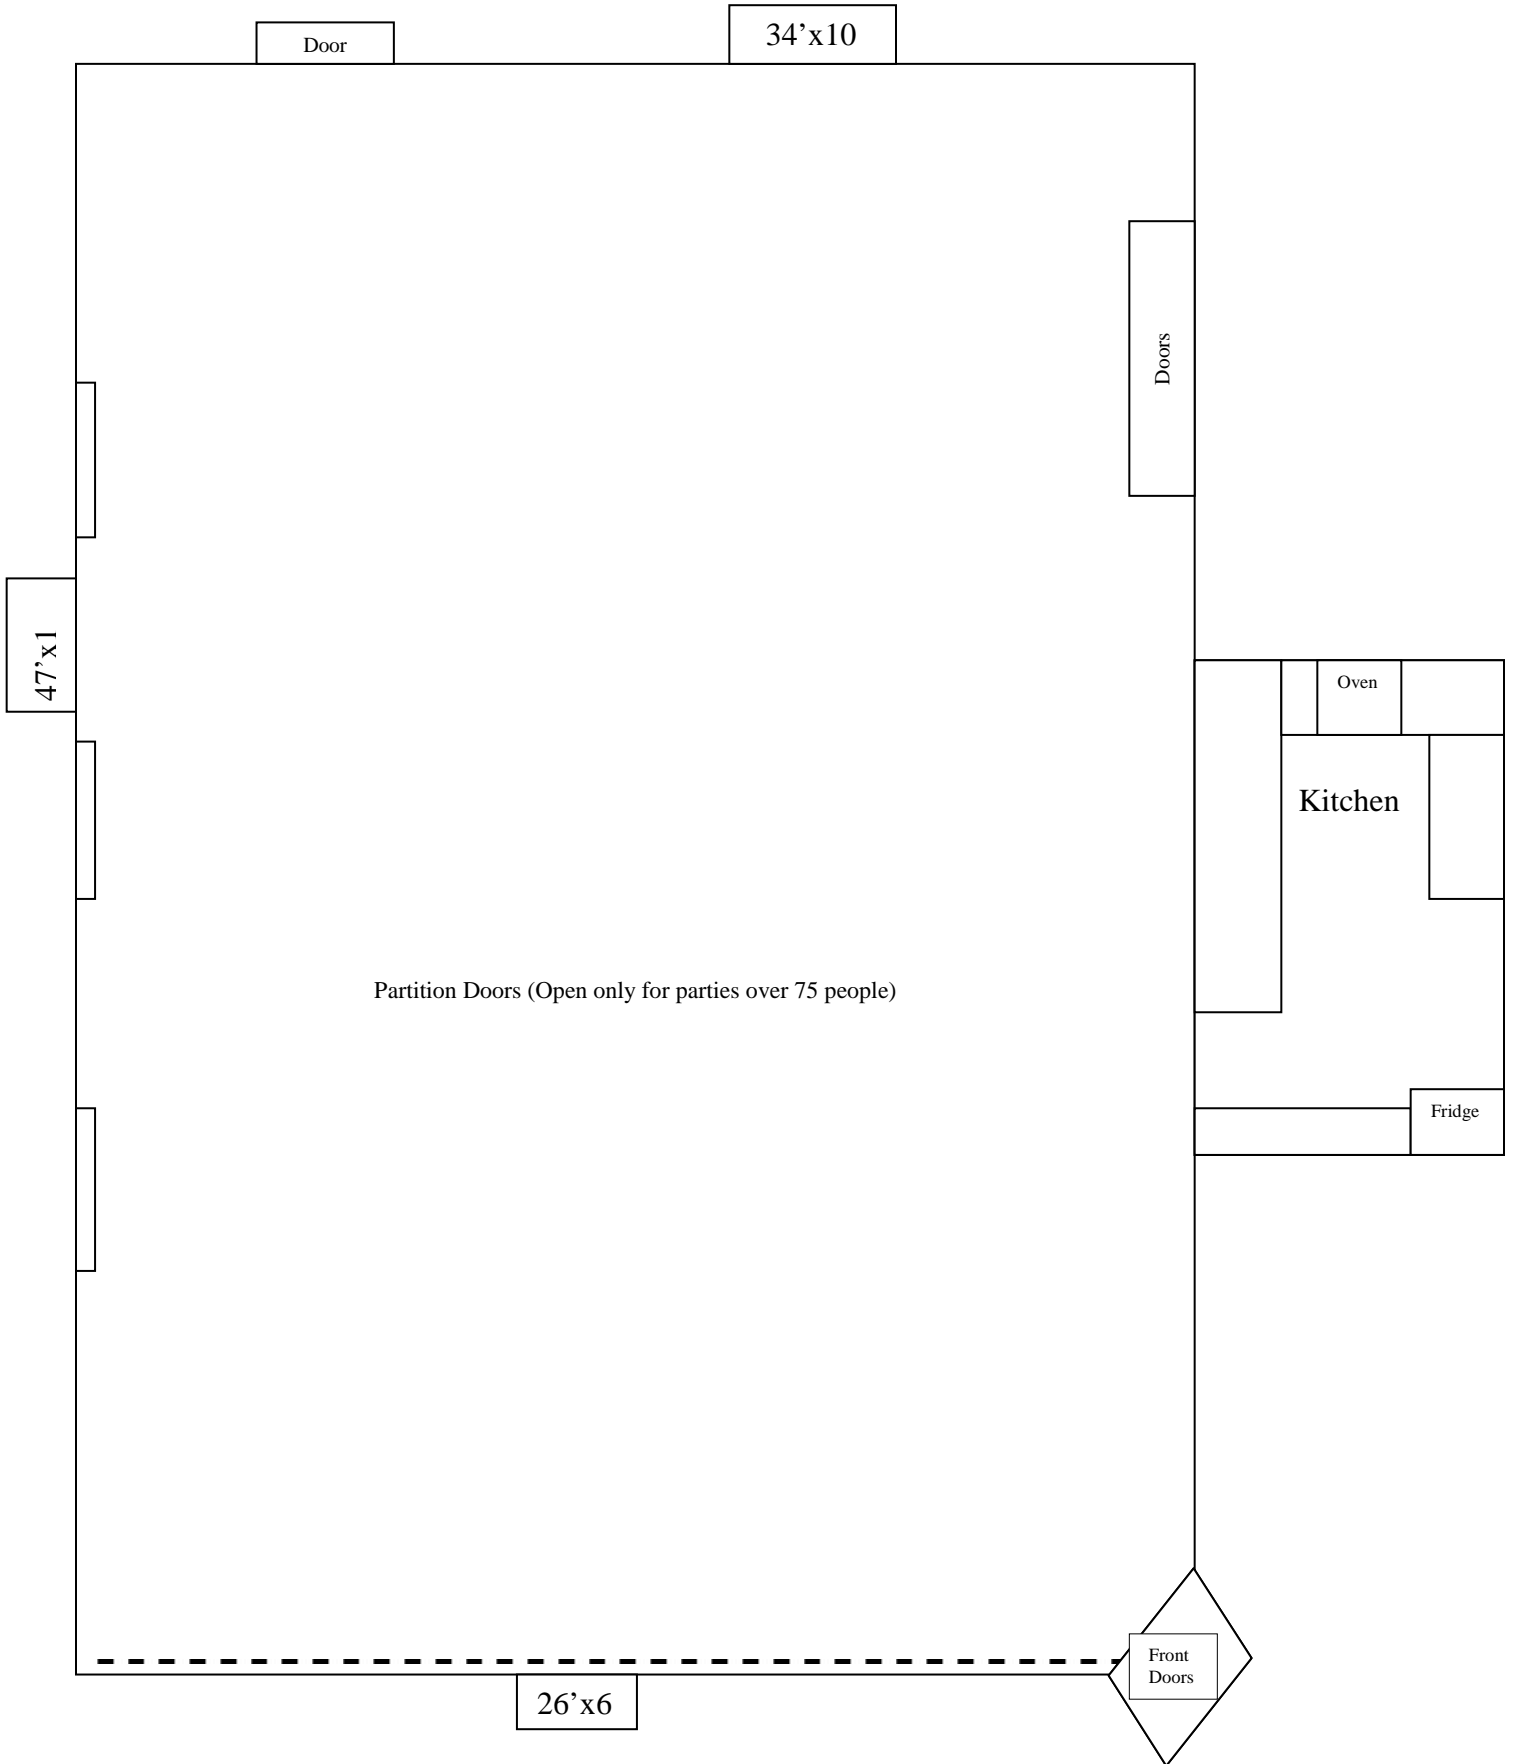 Door
34’x10
Doors
47’x1
Oven
Kitchen
Partition Doors (Open only for parties over 75 people)
Fridge
Front
Doors
26’x6